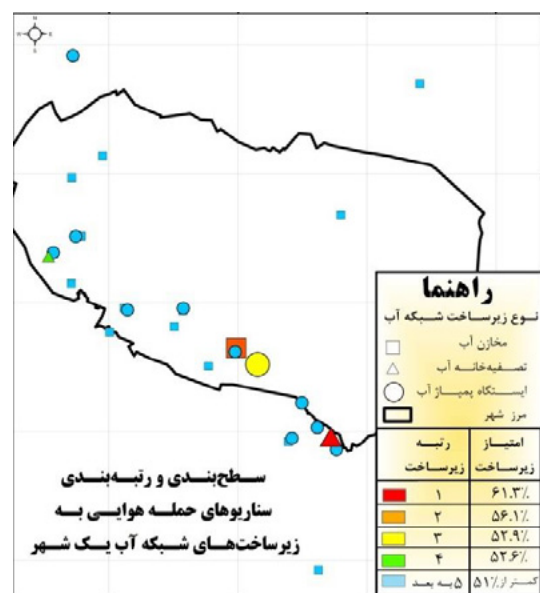 N
W
E
S
راهنما
نوع زیرساخت شبکه آب
مخازن آب
تصفیه‌خانه آب
ایستگاه پمپاژ آب
مرز شهر
رتبه زیرساخت
امتیاز زیرساخت
۱ ۶۱.۳٪
۲ ۵۶.۱٪
۳ ۵۲.۹٪
۴ ۵۲.۶٪
۵ به بعد کمتر از ۵۱٪
سطح‌بندی و رتبه‌بندی
سناریوهای حمله هوایی به
زیرساخت‌های شبکه آب یک شهر